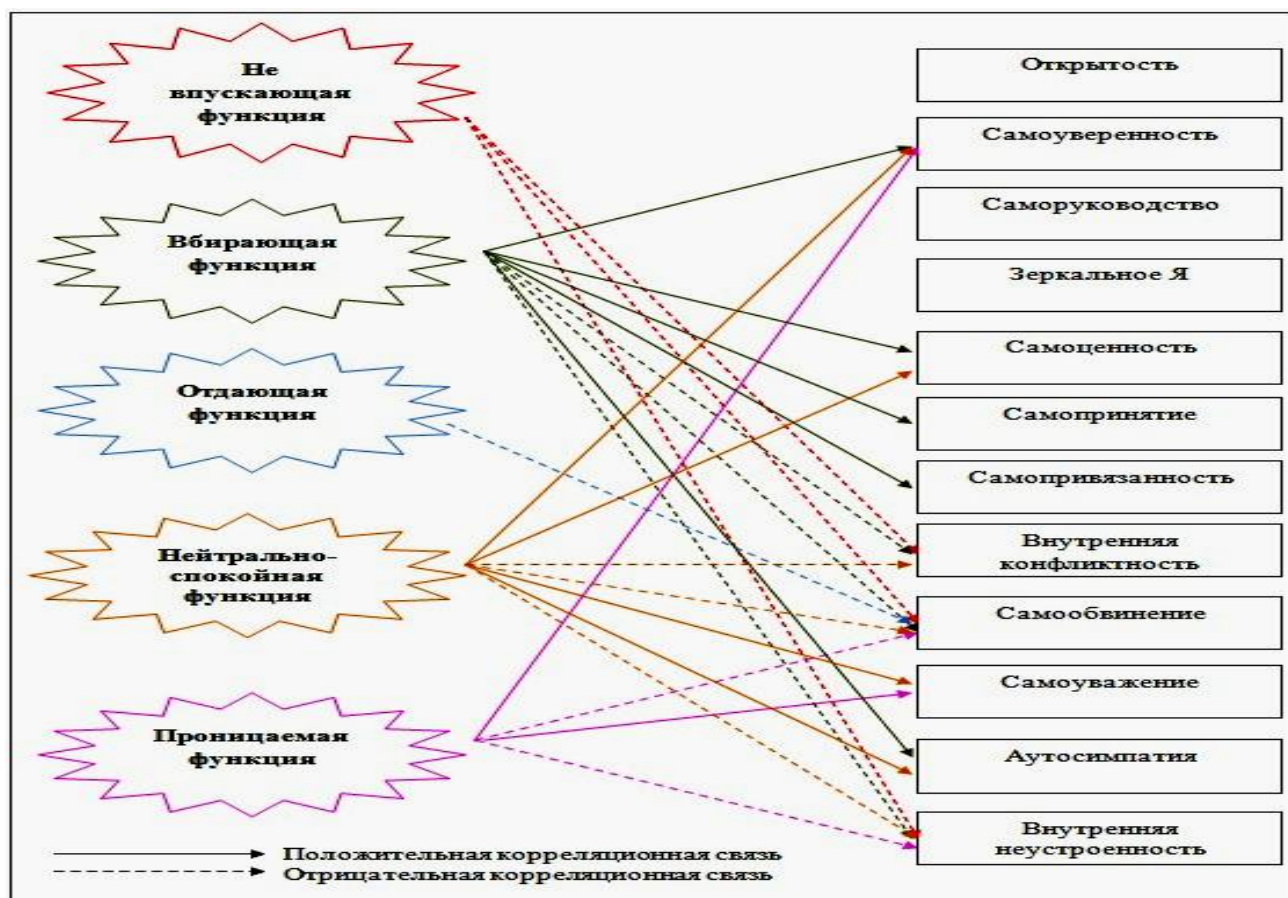 Не
впускающая
функция
Вбирающая
функция
Отдающая
функция
Нейтрально-
спокойная
функция
Проницаемая
функция
Открытость
Самоуверенность
Саморуководство
Зеркальное Я
Самоценность
Самопринятие
Самопривязанность
Внутренняя
конфликтность
Самообвинение
Самоуважение
Аутосимпатия
Внутренняя
неустроенность
Положительная корреляционная связь
Отрицательная корреляционная связь